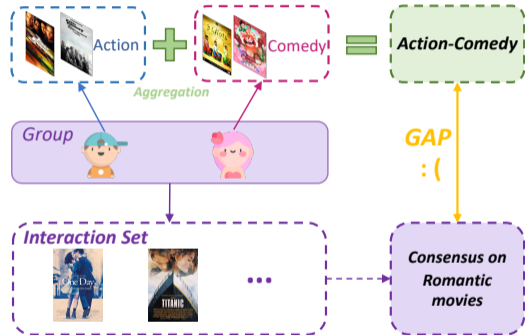 Action
Comedy
Action-Comedy
Aggregation
Group
GAP
: (
Interaction Set
One Day
TITANIC
...
Consensus on
Romantic
movies